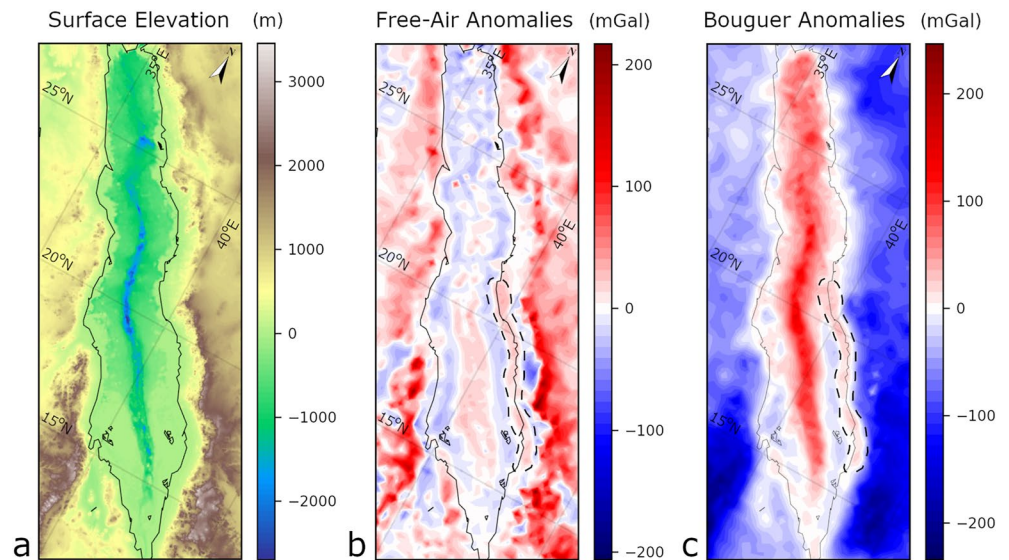 Surface Elevation (m)
Free-Air Anomalies (mGal)
Bouguer Anomalies (mGal)
35°E
25°N
40°E
20°N
15°N
3000
2000
1000
0
−1000
−2000
a
35°E
25°N
40°E
20°N
15°N
200
100
0
−100
−200
b
35°E
25°N
40°E
20°N
15°N
200
100
0
−100
−200
c